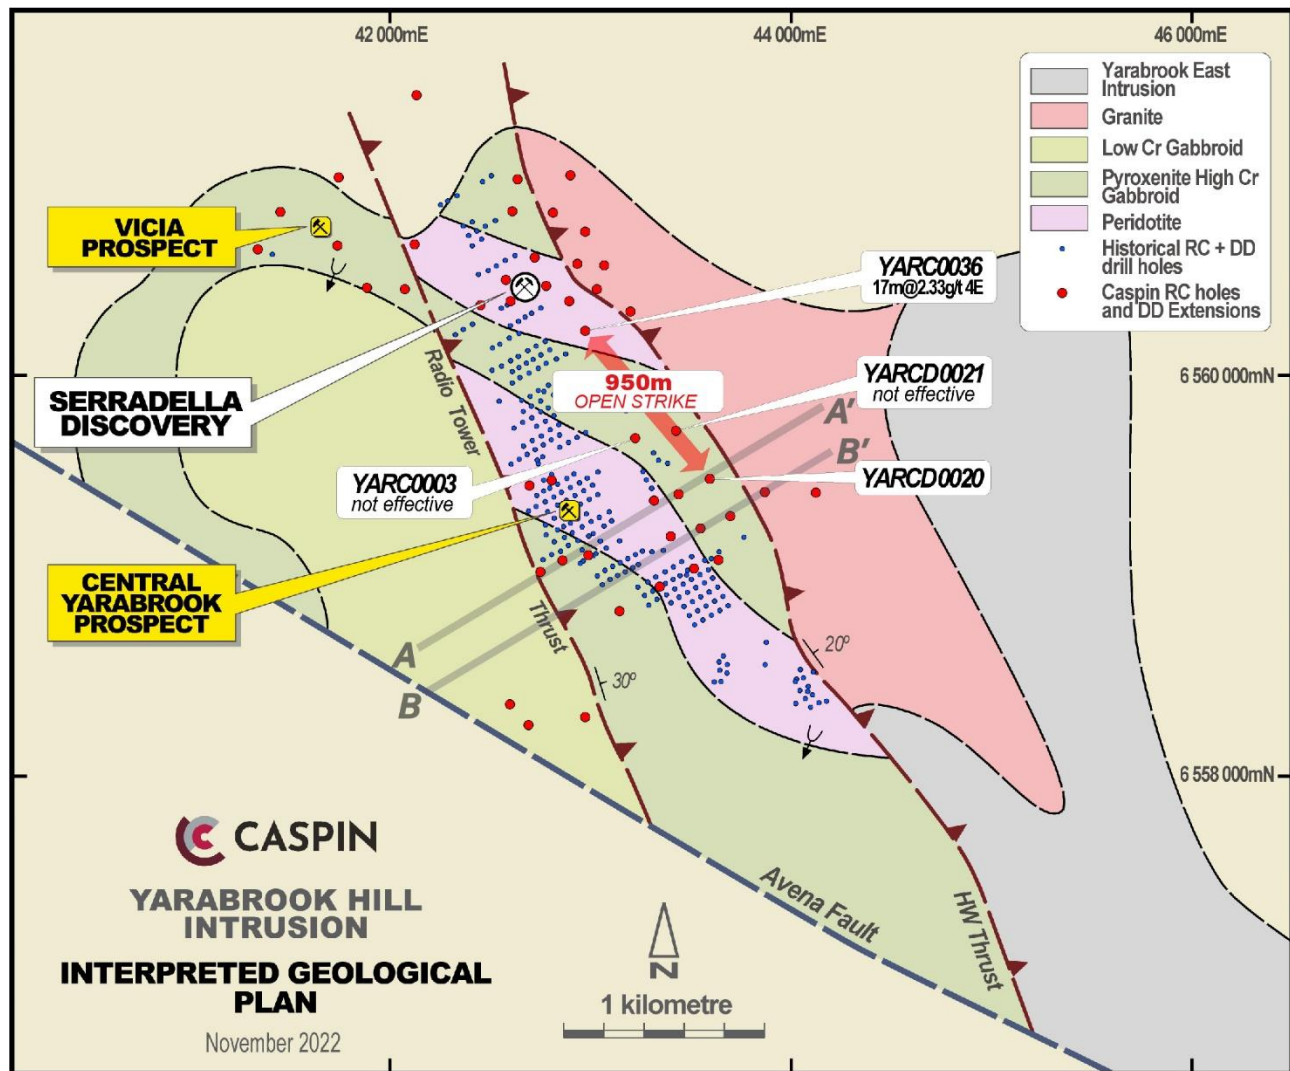 42 000mE
44 000mE
46 000mE
Yarabrook East
Intrusion
Granite
Low Cr Gabbroid
Pyroxenite High Cr
Gabbroid
Peridotite
Historical RC + DD
drill holes
Caspin RC holes
and DD Extensions
VICIA
PROSPECT
YARC0036
17m@2.33g/t 4E
SERRADELLA
DISCOVERY
Radio Tower
Thrust
950m
OPEN STRIKE
YARCD0021
not effective
6 560 000mN
A'
B'
YARC0003
not effective
YARCD0020
CENTRAL
YARABROOK
PROSPECT
A
B
30º
20º
6 558 000mN
CASPIN
YARABROOK HILL
INTRUSION
INTERPRETED GEOLOGICAL
PLAN
November 2022
N
1 kilometre
Avena Fault
HW Thrust